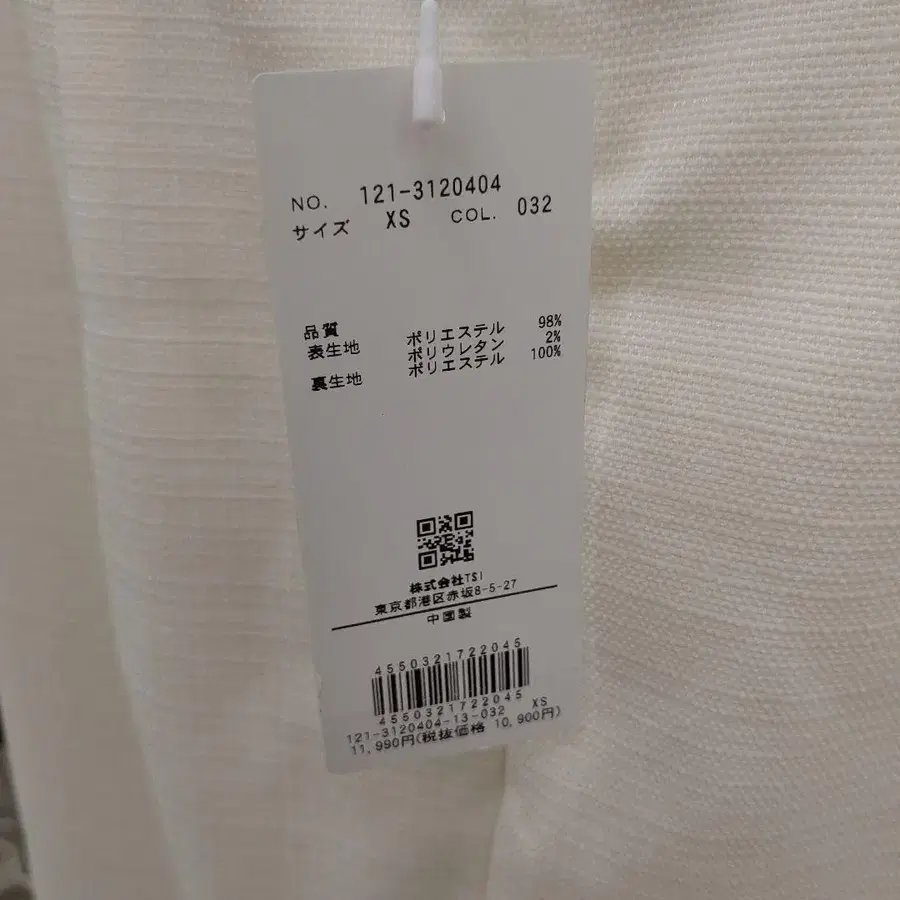 NO. 121-3120404
サイズ XS COL. 032
品質
表生地 ポリエステル 98%
ポリウレタン 2%
裏生地 ポリエステル 100%
株式会社TSI
東京都港区赤坂8-5-27
中国製
4550321722045
4550321722045
121-3120404-13-032 XS
11,990円(税抜価格 10,900円)